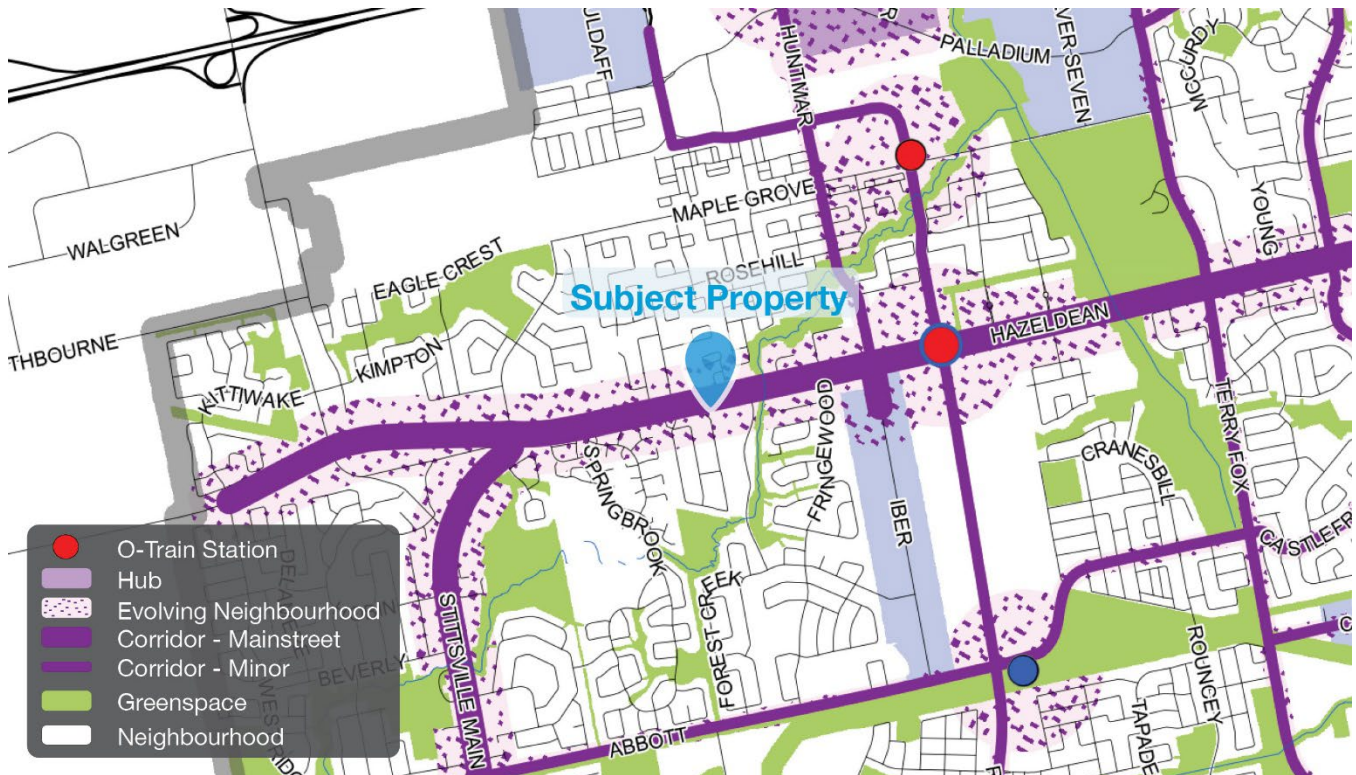 ULDAFF
HUNTMAR
PALLADIUM
MCCURDY
WALGREEN
MAPLE GROVE
YOUNG
EAGLE CREST
ROSEHILL
Subject Property
HAZELDEAN
THBOURNE
KIMPTON
KITTIWAKE
TERRY FOX
SPRINGBROOK
FRINGEWOOD
CRANESBILL
IBER
CASTLEFR
O-Train Station
Hub
Evolving Neighbourhood
Corridor - Mainstreet
Corridor - Minor
Greenspace
Neighbourhood
BEVERLY
STITTSVILLE MAIN
FOREST CREEK
ROUNCEY
ABBOTT
TAPADE